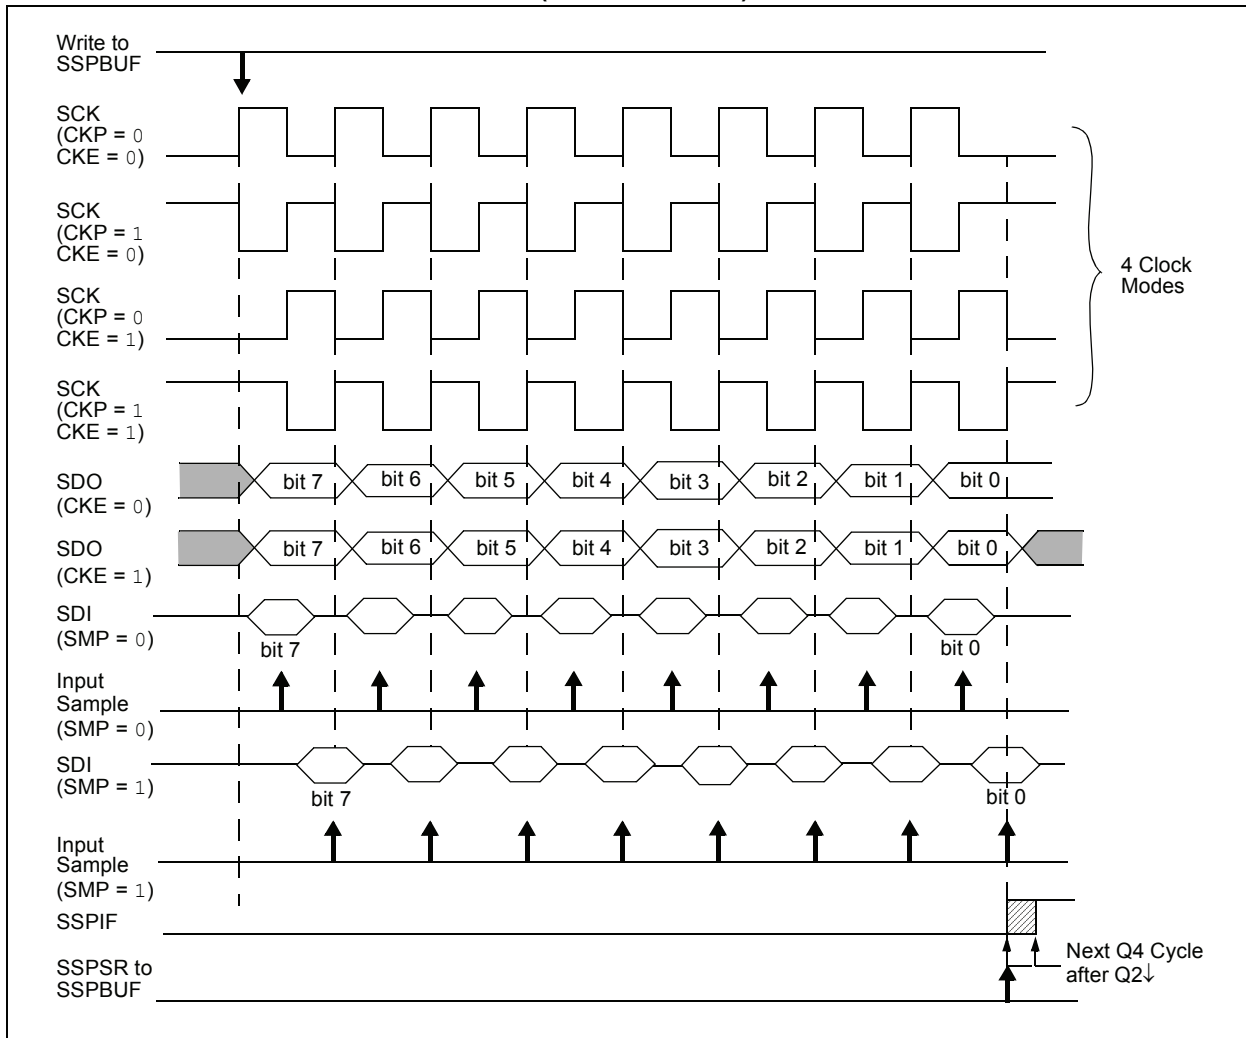 Write to
SSPBUF
SCK
(CKP = 0
CKE = 0)
SCK
(CKP = 1
CKE = 0)
4 Clock
Modes
SCK
(CKP = 0
CKE = 1)
SCK
(CKP = 1
CKE = 1)
SDO
(CKE = 0)
bit 7 bit 6 bit 5 bit 4 bit 3 bit 2 bit 1 bit 0
SDO
(CKE = 1)
bit 7 bit 6 bit 5 bit 4 bit 3 bit 2 bit 1 bit 0
SDI
(SMP = 0)
bit 7 bit 0
Input
Sample
(SMP = 0)
SDI
(SMP = 1)
bit 7 bit 0
Input
Sample
(SMP = 1)
SSPIF
Next Q4 Cycle
after Q2↓
SSPSR to
SSPBUF